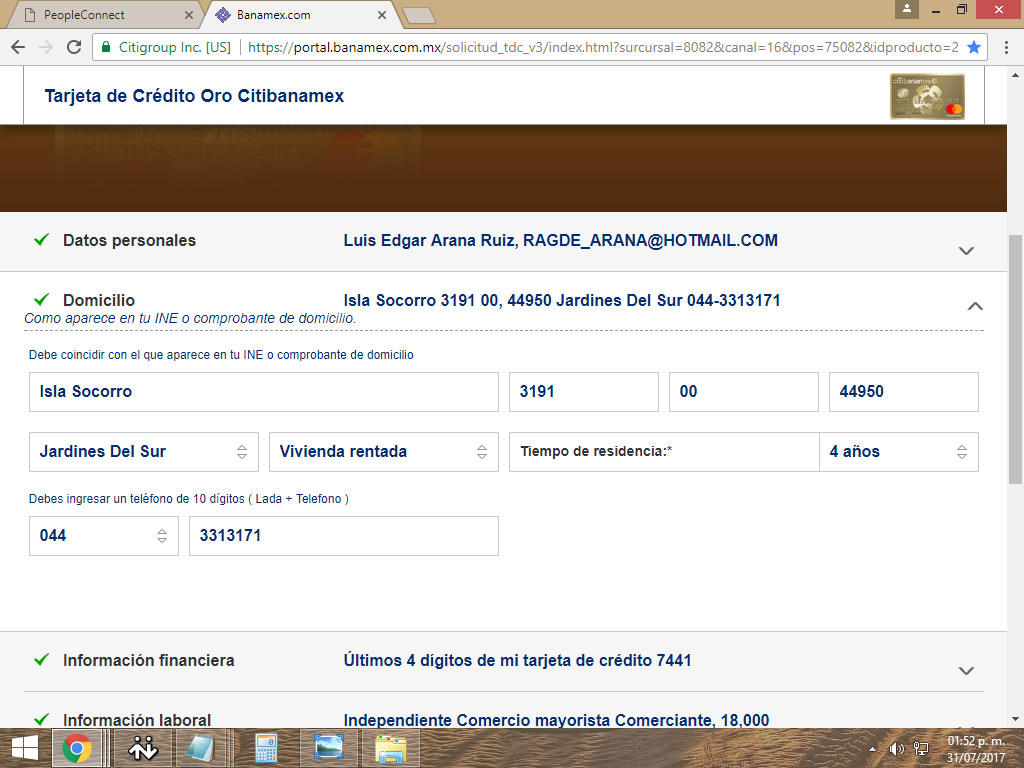 PeopleConnect
Banamex.com
Citigroup Inc. [US]
https://portal.banamex.com.mx/solicitud_tdc_v3/index.html?surcursal=8082&canal=16&pos=75082&idproducto=2
Tarjeta de Crédito Oro Citibanamex
citibanamex
Datos personales
Luis Edgar Arana Ruiz, RAGDE_ARANA@HOTMAIL.COM
Domicilio
Isla Socorro 3191 00, 44950 Jardines Del Sur 044-3313171
Como aparece en tu INE o comprobante de domicilio.
Debe coincidir con el que aparece en tu INE o comprobante de domicilio
Isla Socorro
3191
00
44950
Jardines Del Sur
Vivienda rentada
Tiempo de residencia:*
4 años
Debes ingresar un teléfono de 10 dígitos ( Lada + Telefono )
044
3313171
Información financiera
Últimos 4 dígitos de mi tarjeta de crédito 7441
Información laboral
Independiente Comercio mayorista Comerciante, 18,000
01:52 p. m.
31/07/2017